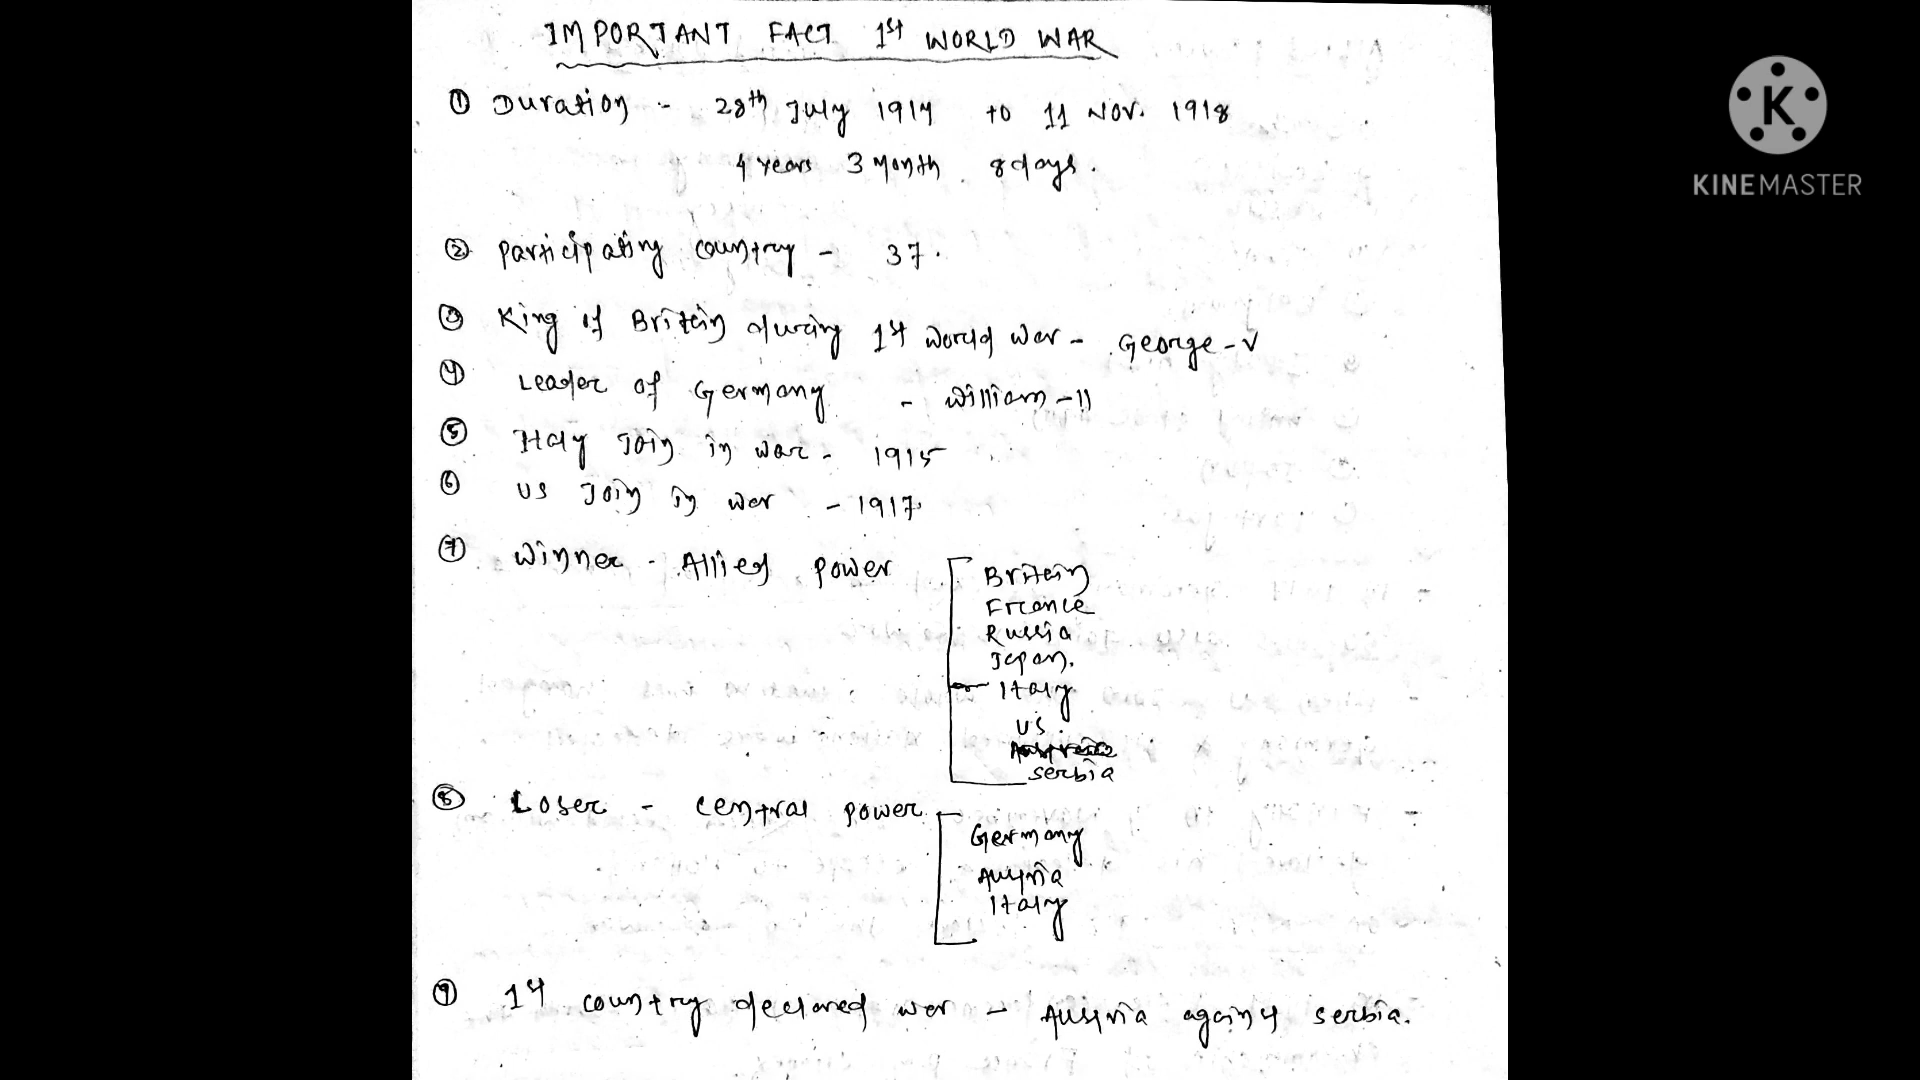 IMPORTANT FACT 1st WORLD WAR
① Duration - 28th July 1914 to 11 Nov. 1918
4 years 3 month 8 days.
② participating country - 37.
③ King of Britain during 1st world war - George-V
④ Leader of Germany - William-II
⑤ Italy Join in war - 1915
⑥ US Join in war - 1917
⑦ Winner - Allied power
Britain
France
Russia
Japan.
Italy
US
Serbia
⑧ Loser - central power
Germany
Austria
Italy
⑨ 1st country declared war - Austria against Serbia.
K
KINEMASTER